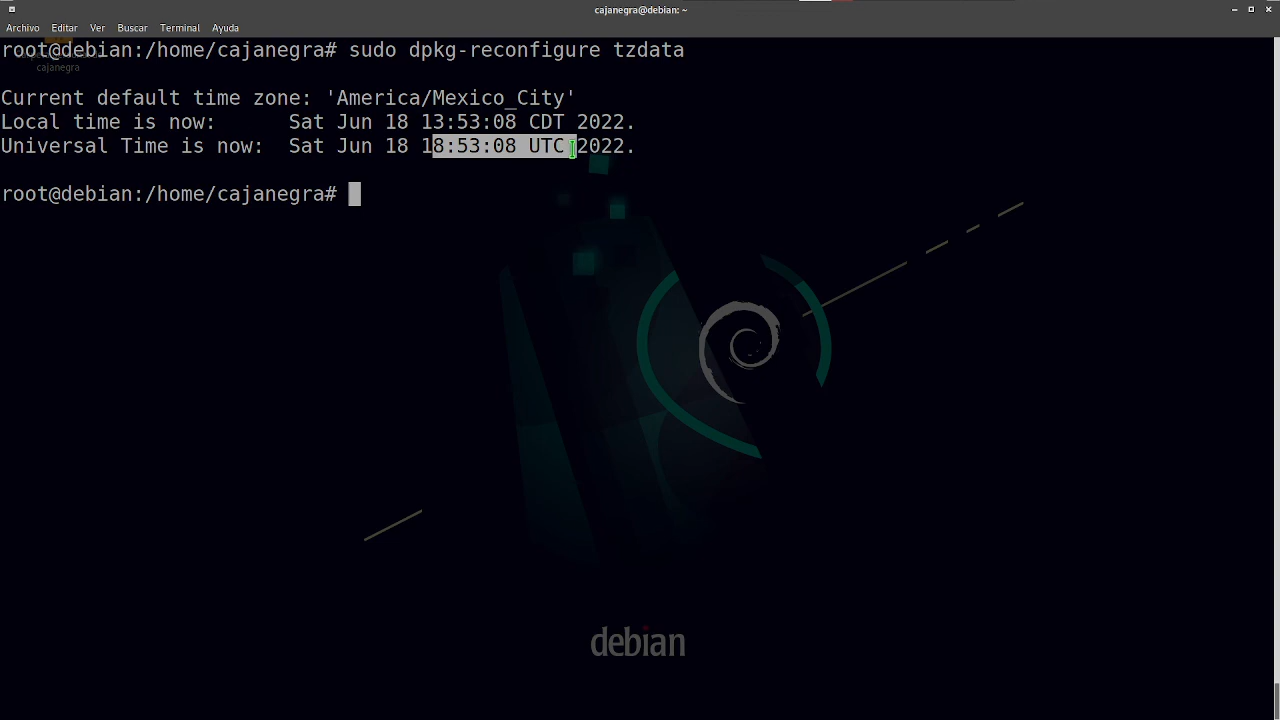 cajanegra@debian: ~
Archivo Editar Ver Buscar Terminal Ayuda
root@debian:/home/cajanegra# sudo dpkg-reconfigure tzdata
cajanegra
Current default time zone: 'America/Mexico_City'
Local time is now:      Sat Jun 18 13:53:08 CDT 2022.
Universal Time is now:  Sat Jun 18 18:53:08 UTC 2022.
root@debian:/home/cajanegra#
debian